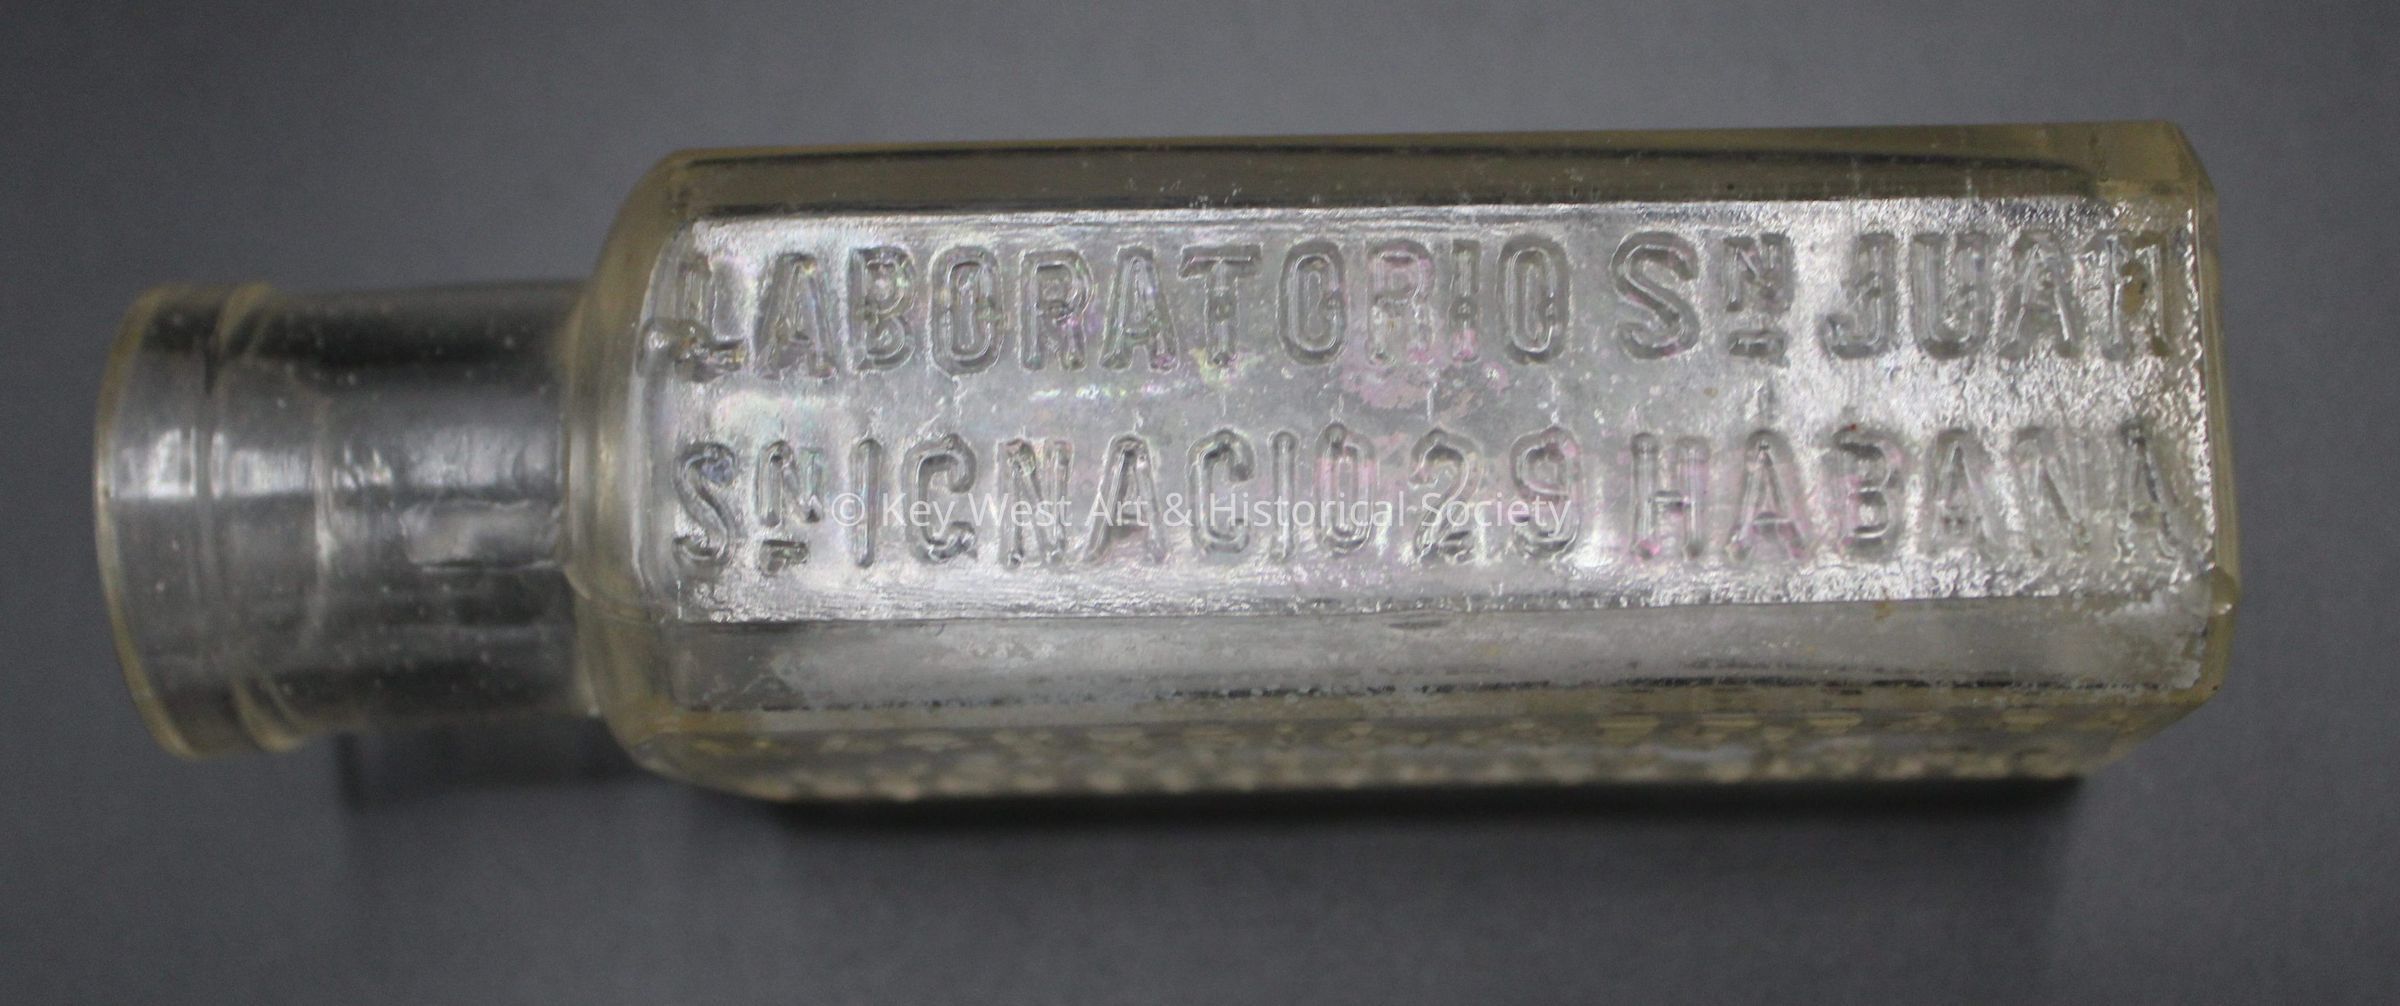 LABORATORIO SN JUAN
SN IGNACIO 29 HABANA
© Key West Art & Historical Society